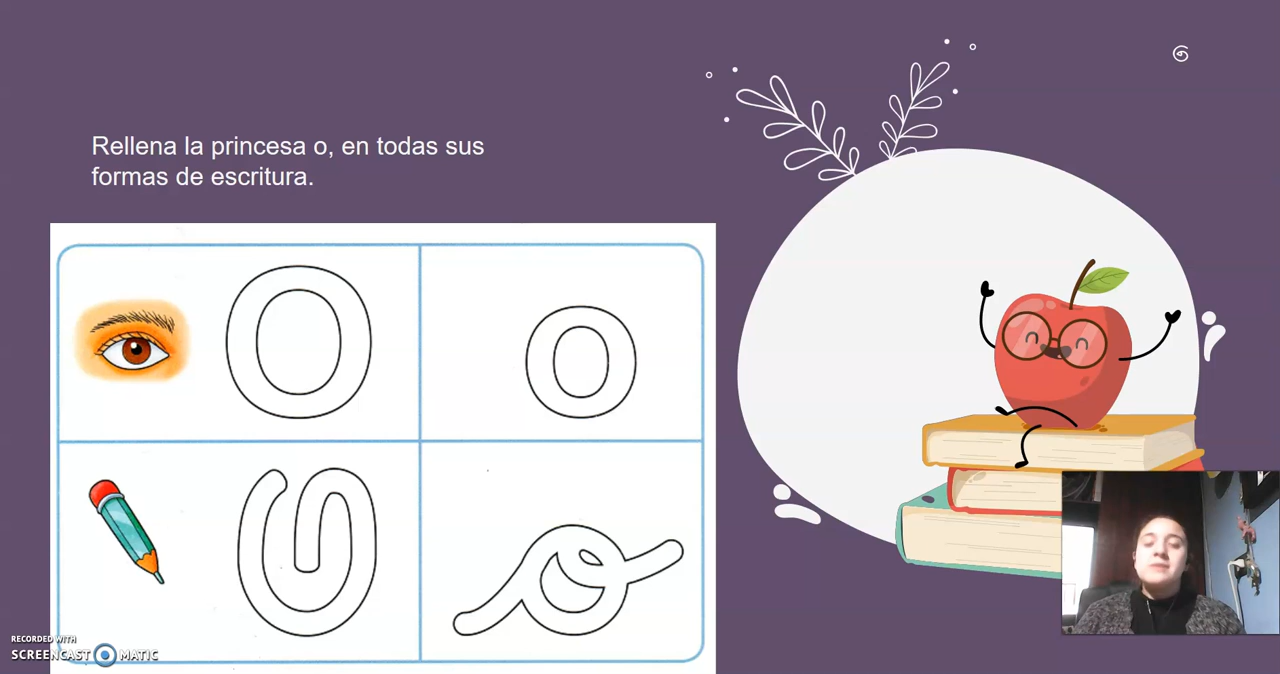 Rellena la princesa o, en todas sus
formas de escritura.
O o
O o
RECORDED WITH
SCREENCAST MATIC